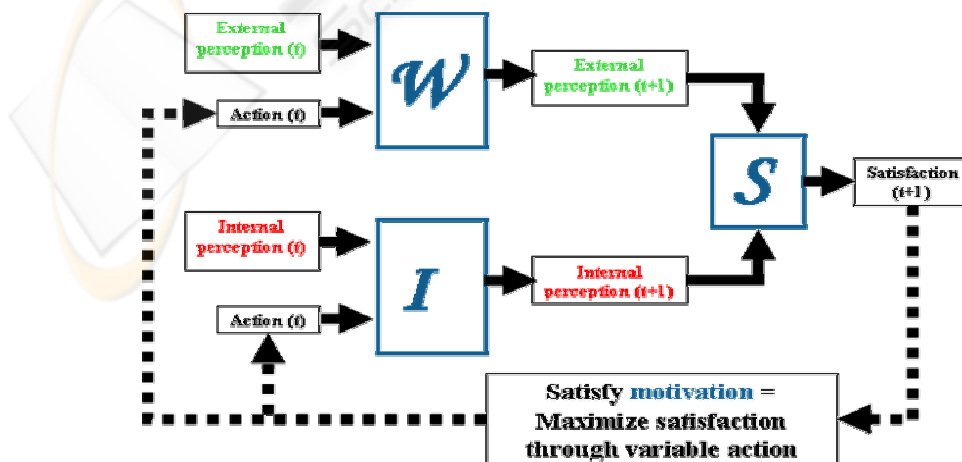 External
perception (t)
Action (t)
W
External
perception (t+1)
Internal
perception (t)
Action (t)
I
Internal
perception (t+1)
S
Satisfaction
(t+1)
Satisfy motivation =
Maximize satisfaction
through variable action